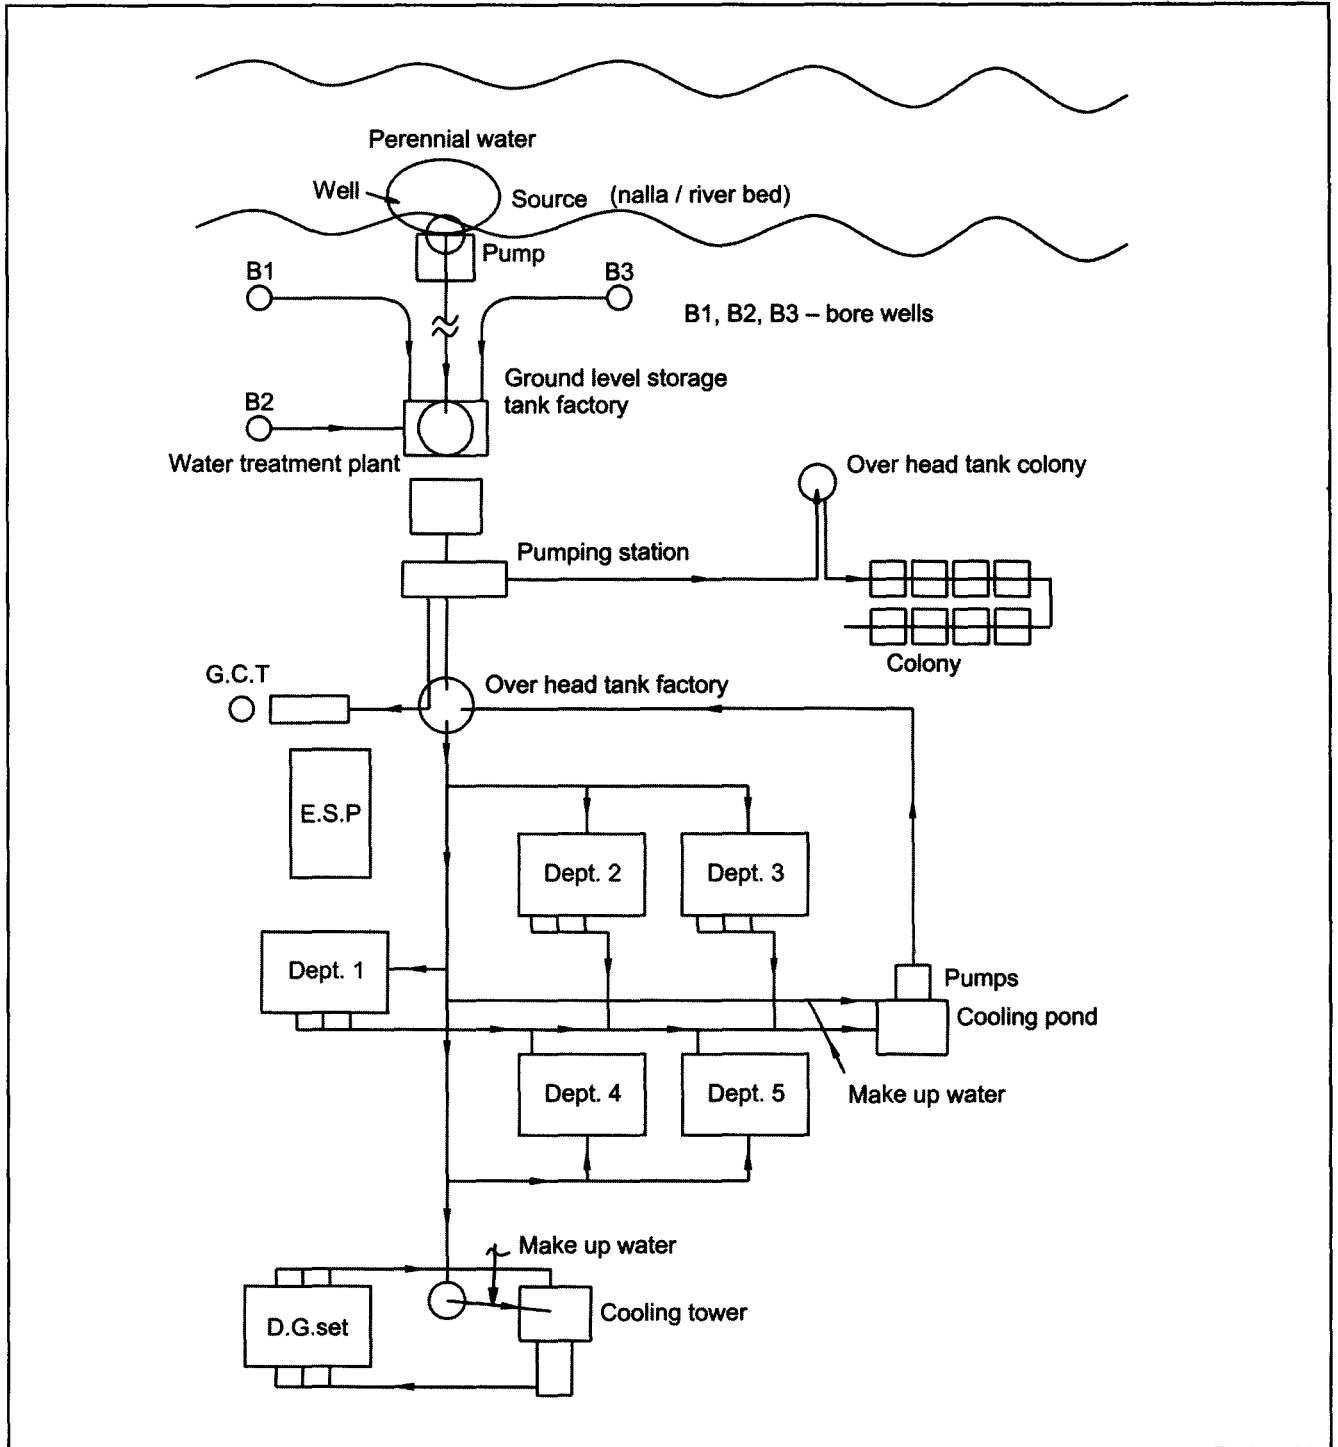 Perennial water
Well
Source (nalla / river bed)
Pump
B1
B3
B1, B2, B3 – bore wells
Ground level storage
tank factory
B2
Water treatment plant
Over head tank colony
Pumping station
Colony
G.C.T
Over head tank factory
E.S.P
Dept. 2
Dept. 3
Dept. 1
Pumps
Cooling pond
Dept. 4
Dept. 5
Make up water
Make up water
Cooling tower
D.G.set